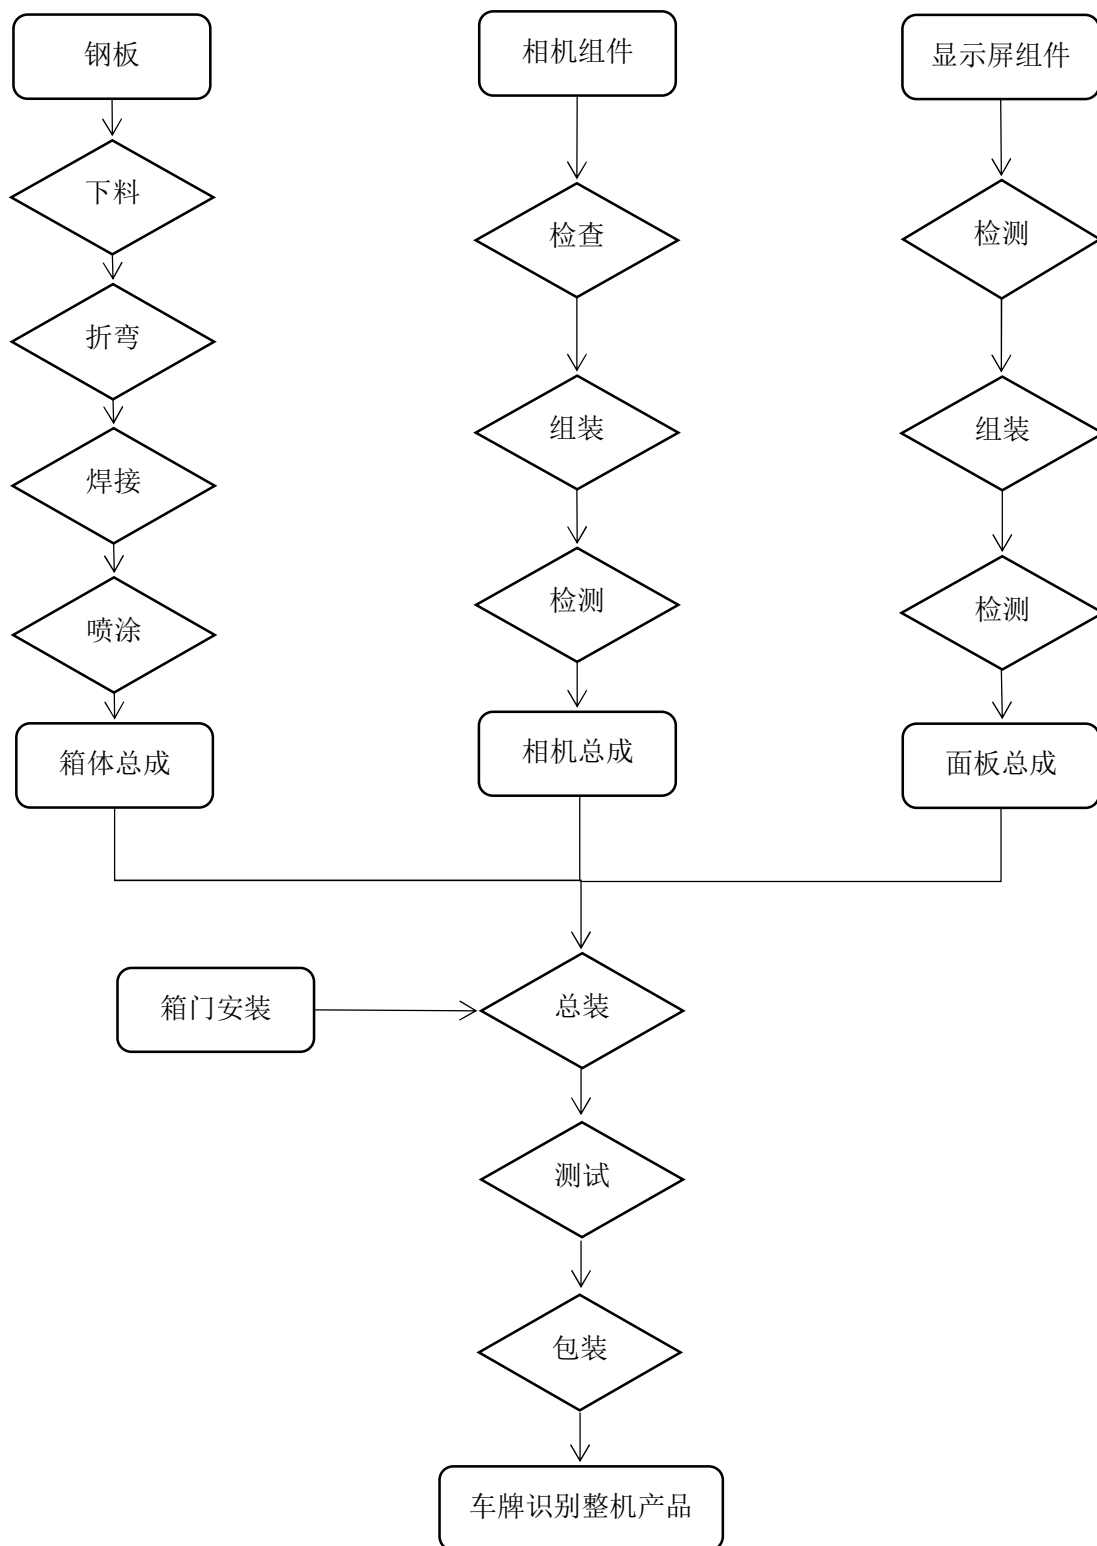 钢板
相机组件
显示屏组件
下料
检查
检测
折弯
组装
组装
焊接
检测
检测
喷涂
箱体总成
相机总成
面板总成
箱门安装
总装
测试
包装
车牌识别整机产品